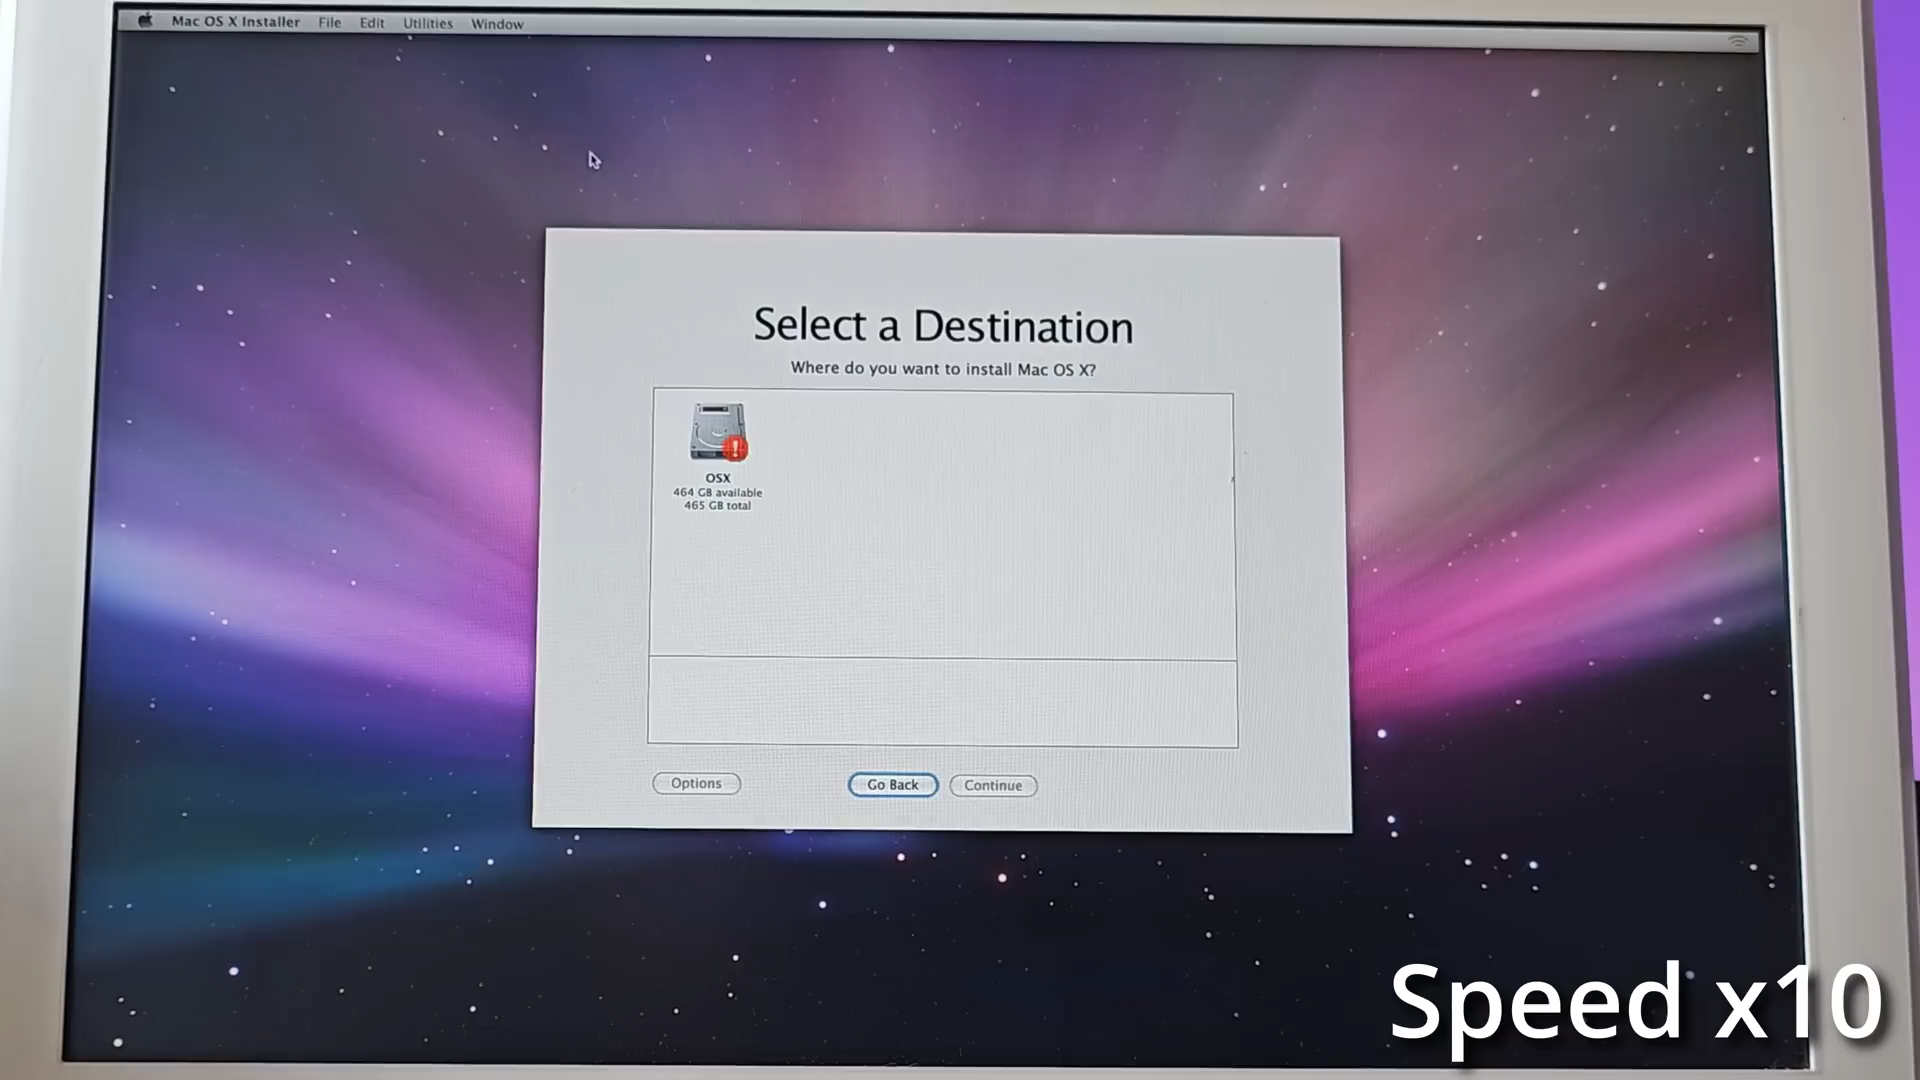 Mac OS X Installer File Edit Utilities Window
Select a Destination
Where do you want to install Mac OS X?
OSX
464 GB available
465 GB total
Options Go Back Continue
Speed x10